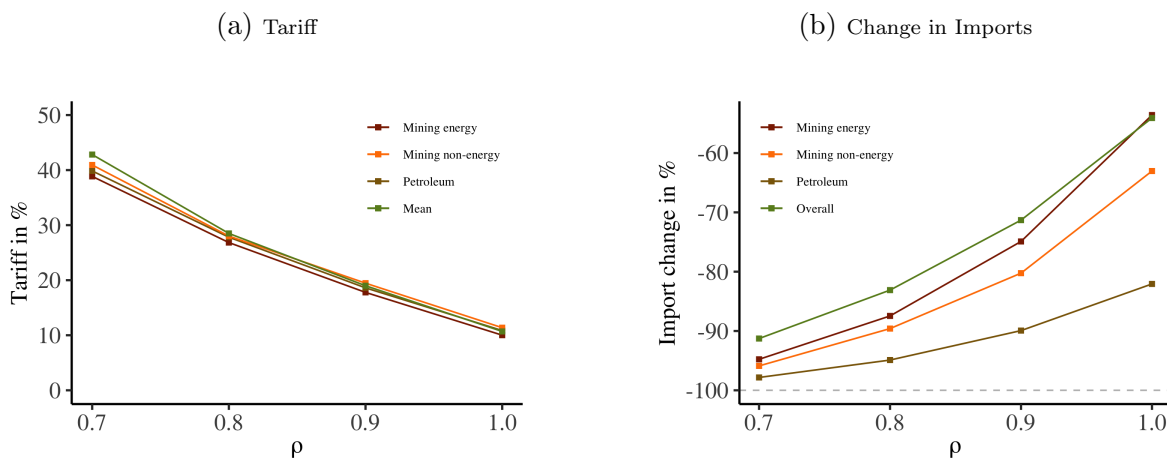 (a) Tariff
Tariff in %
50
40
30
20
10
0
Mining energy
Mining non-energy
Petroleum
Mean
0.7 0.8 0.9 1.0
ρ
(b) Change in Imports
Import change in %
-60
-70
-80
-90
-100
Mining energy
Mining non-energy
Petroleum
Overall
0.7 0.8 0.9 1.0
ρ